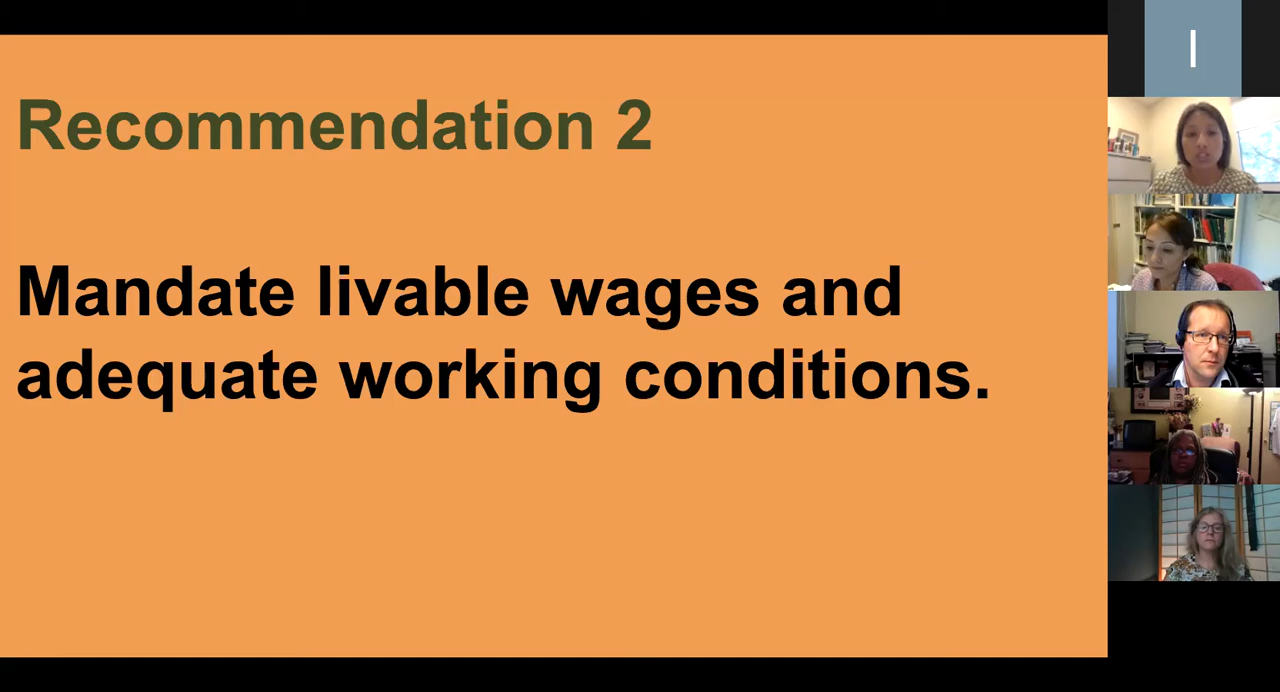 Recommendation 2
Mandate livable wages and
adequate working conditions.
I